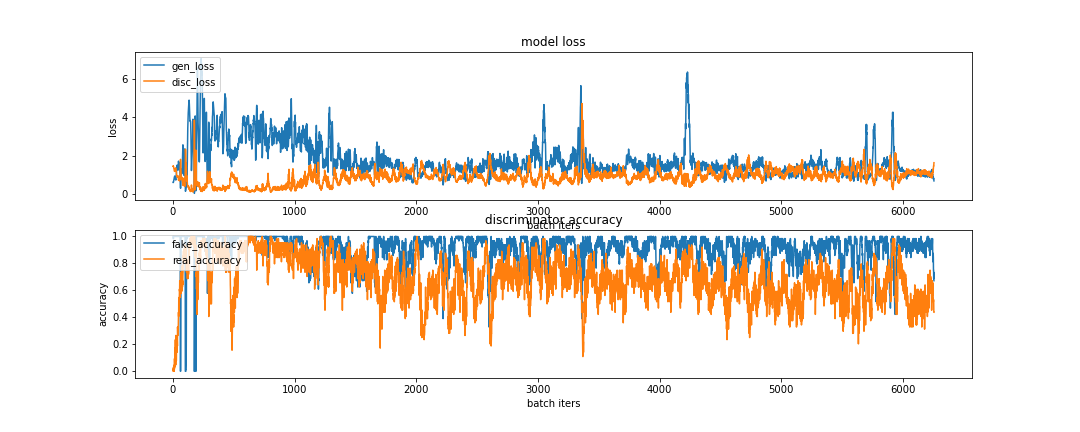 model loss
gen_loss
disc_loss
6
4
2
0
loss
0
1000
2000
3000
4000
5000
6000
batch iters
discriminator accuracy
fake_accuracy
real_accuracy
1.0
0.8
0.6
0.4
0.2
0.0
accuracy
0
1000
2000
3000
4000
5000
6000
batch iters